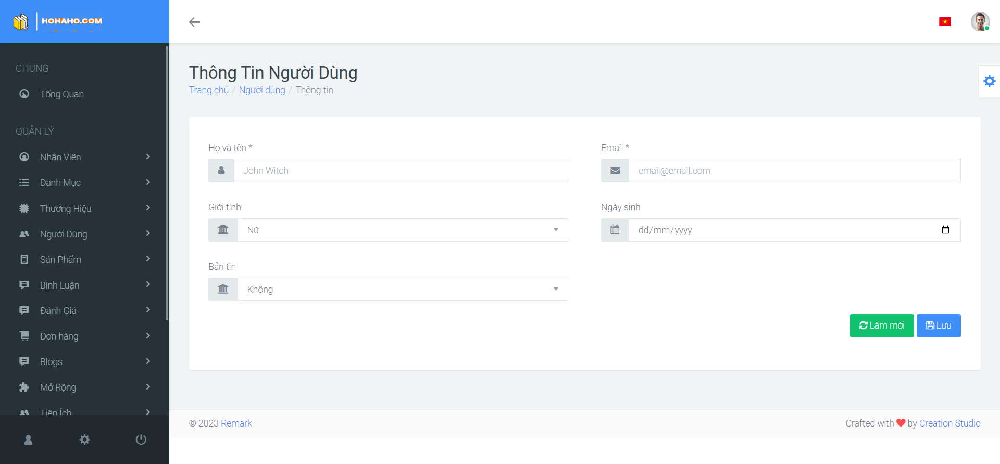 HOHAHO.COM
CHUNG
Tổng Quan
QUẢN LÝ
Nhân Viên
Danh Mục
Thương Hiệu
Người Dùng
Sản Phẩm
Bình Luận
Đánh Giá
Đơn hàng
Blogs
Mở Rộng
Tiện Ích
Thông Tin Người Dùng
Trang chủ / Người dùng / Thông tin
Họ và tên *
John Witch
Email *
email@email.com
Giới tính
Nữ
Ngày sinh
dd/mm/yyyy
Bản tin
Không
Làm mới
Lưu
© 2023 Remark
Crafted with ❤ by Creation Studio